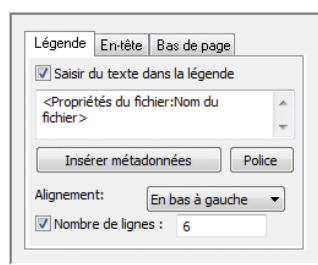 Légende En-tête Bas de page
Saisir du texte dans la légende
<Propriétés du fichier:Nom du
fichier>
Insérer métadonnées Police
Alignement: En bas à gauche
Nombre de lignes : 6